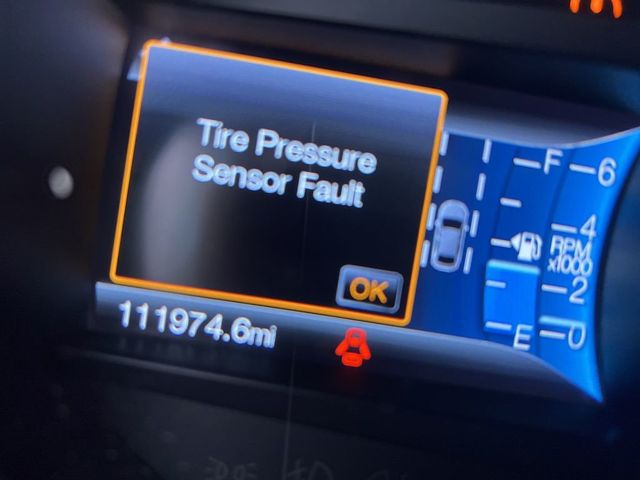 Tire Pressure
Sensor Fault
OK
111974.6mi
F
E
6
4
RPM
x1000
2
0